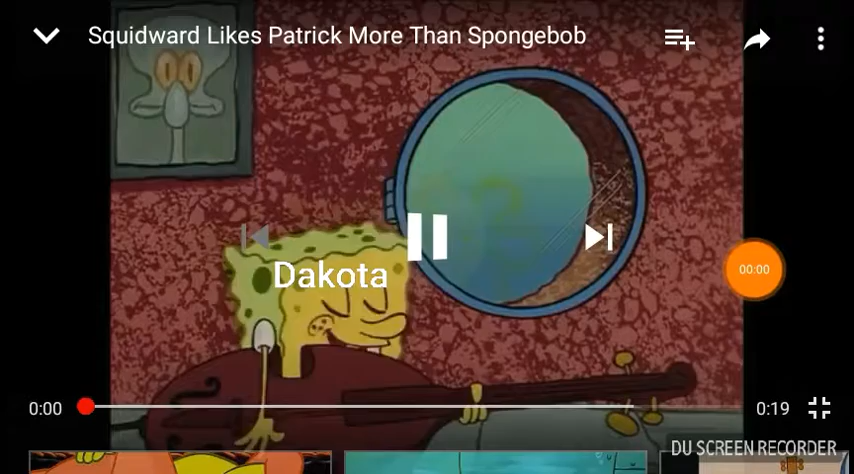 Squidward Likes Patrick More Than Spongebob
Dakota
00:00
0:00
0:19
DU SCREEN RECORDER